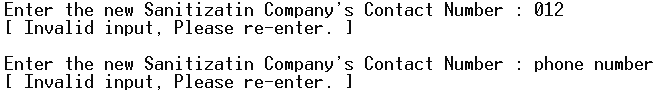 Enter the new Sanitizatin Company's Contact Number : 012
[ Invalid input, Please re-enter. ]
Enter the new Sanitizatin Company's Contact Number : phone number
[ Invalid input, Please re-enter. ]